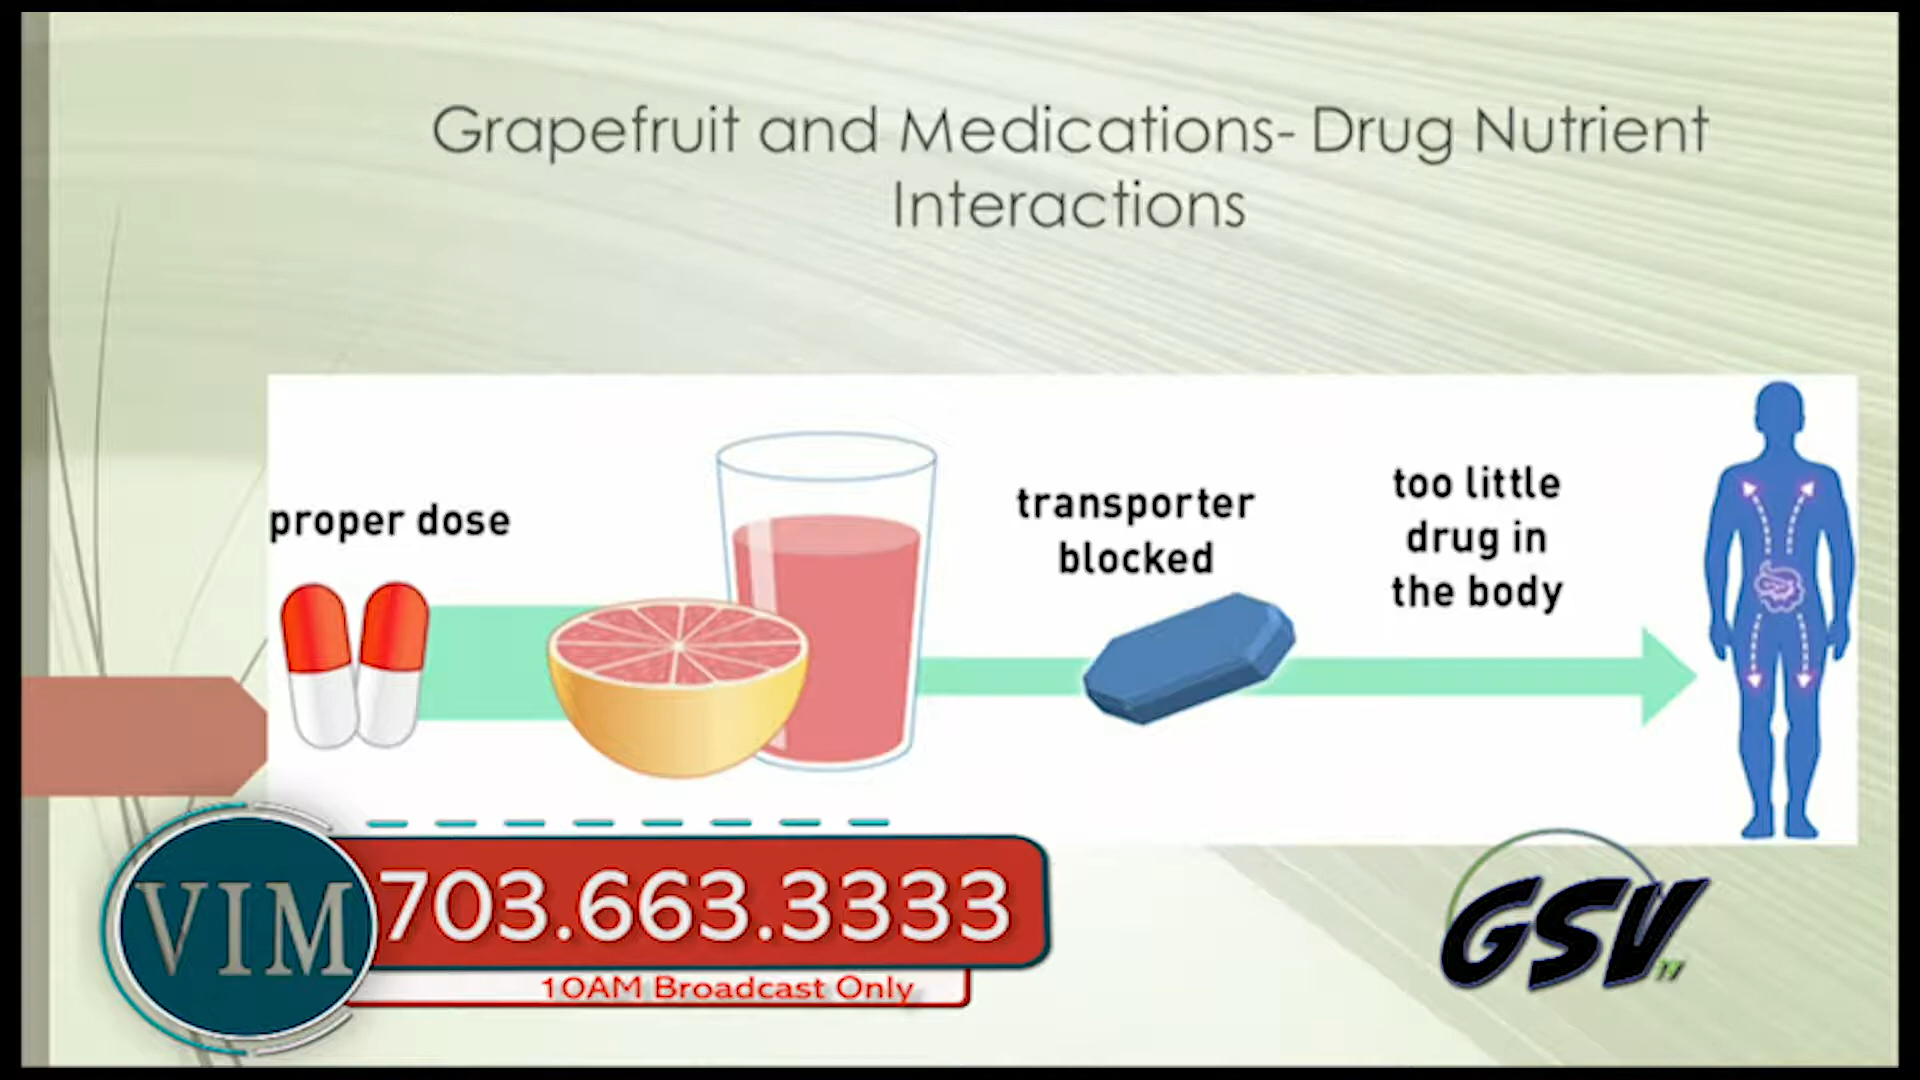 Grapefruit and Medications- Drug Nutrient
Interactions
proper dose
transporter
blocked
too little
drug in
the body
VIM
703.663.3333
10AM Broadcast Only
GSV
TV